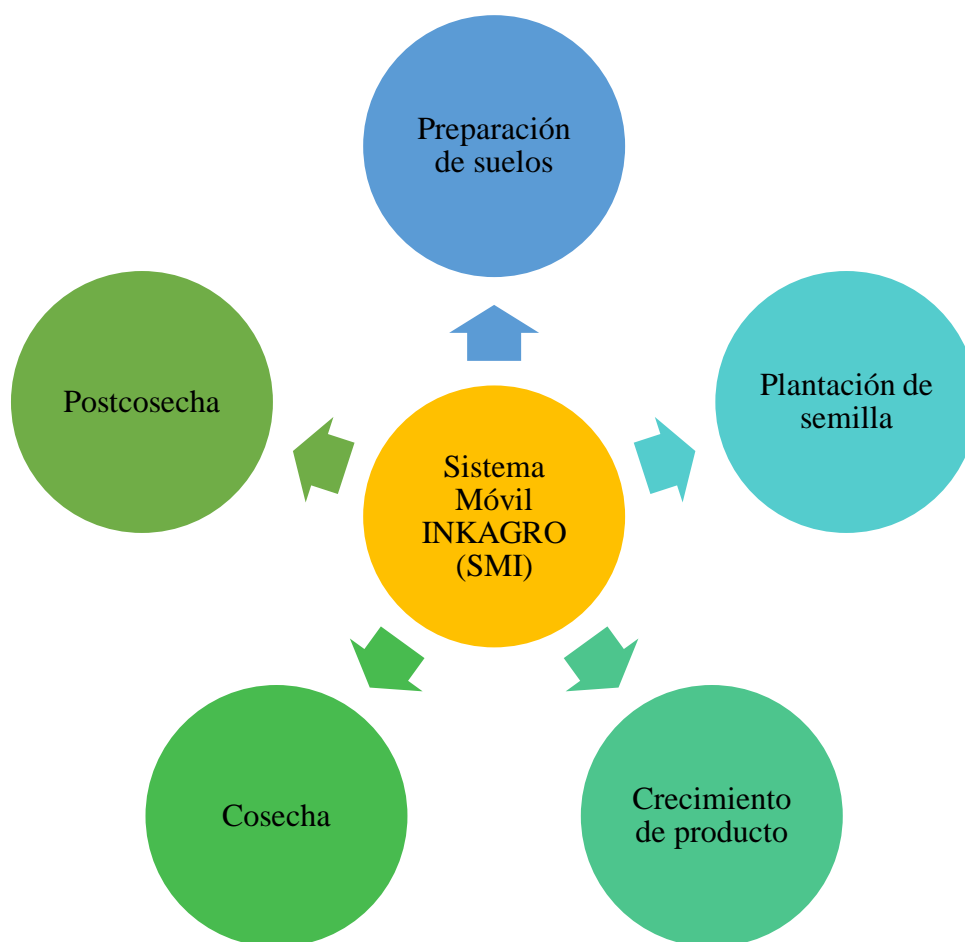 Preparación
de suelos
Plantación de
semilla
Crecimiento
de producto
Cosecha
Postcosecha
Sistema
Móvil
INKAGRO
(SMI)